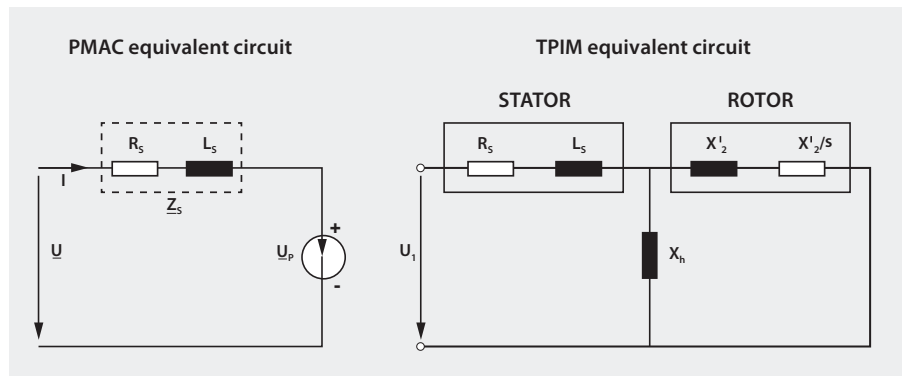 PMAC equivalent circuit
TPIM equivalent circuit
STATOR
ROTOR
R_S
L_S
I
Z_S
U
U_P
+
-
R_S
L_S
X'_2
X'_2/s
U_1
X_h